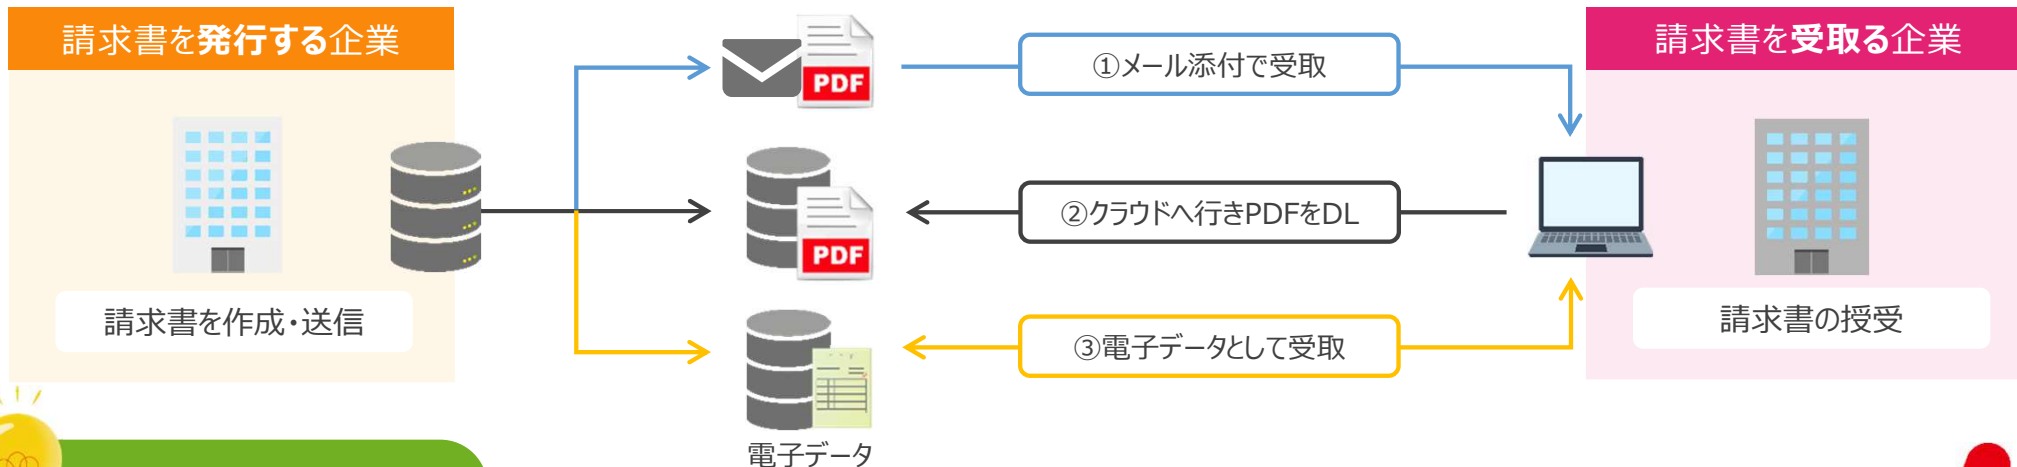 請求書を発行する企業
請求書を作成・送信
PDF
①メール添付で受取
PDF
②クラウドへ行きPDFをDL
③電子データとして受取
電子データ
請求書を受取る企業
請求書の授受